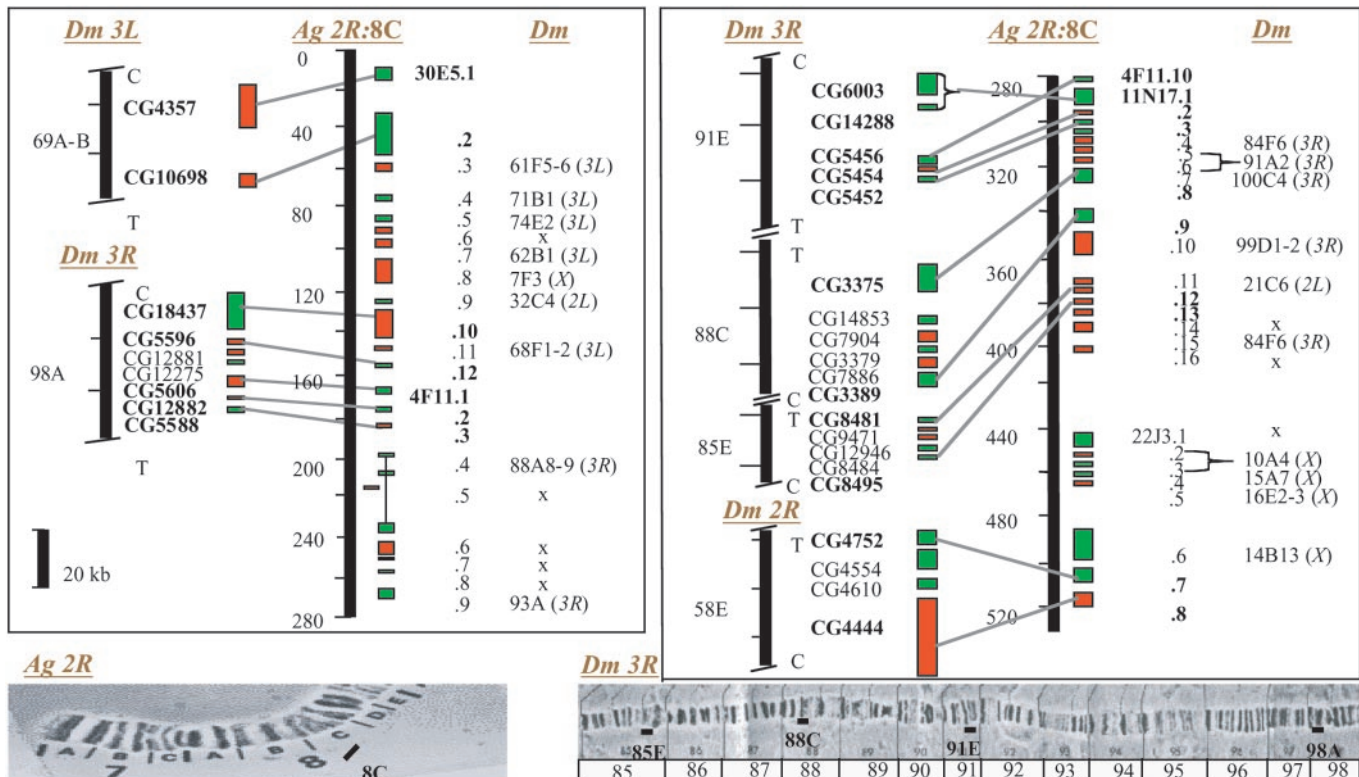 Dm 3L Ag 2R:8C Dm
0
C
30E5.1
CG4357
69A-B
40
.2
CG10698
.3 61F5-6 (3L)
.4 71B1 (3L)
T
80
.5 74E2 (3L)
.6 x
Dm 3R
.7 62B1 (3L)
.8 7F3 (X)
C
120
.9 32C4 (2L)
CG18437
.10
CG5596
.11 68F1-2 (3L)
CG12881
98A
.12
CG12275
160
CG5606
4F11.1
CG12882
.2
CG5588
.3
T
200
.4 88A8-9 (3R)
.5 x
240
.6 x
20 kb
.7 x
.8 x
.9 93A (3R)
280
Dm 3R Ag 2R:8C Dm
C
4F11.10
280
CG6003
11N17.1
.2
CG14288
.3
91E
.4 84F6 (3R)
CG5456
.5
.6 91A2 (3R)
CG5454
320
.7 100C4 (3R)
CG5452
.8
T
.9
T
.10 99D1-2 (3R)
360
CG3375
.11 21C6 (2L)
.12
CG14853
.13
88C
CG7904
.14 x
CG3379
400
.15 84F6 (3R)
CG7886
.16 x
C
CG3389
T
CG8481
440
22J3.1 x
CG9471
85E
.2
CG12946
.3 10A4 (X)
CG8484
.4 15A7 (X)
C
CG8495
.5 16E2-3 (X)
Dm 2R
480
T
CG4752
CG4554
.6 14B13 (X)
CG4610
.7
58E
CG4444
520
.8
C
Ag 2R
A B C A B C D E
7 8
8C
Dm 3R
85E 88C 91E 98A
85 86 87 88 89 90 91 92 93 94 95 96 97 98